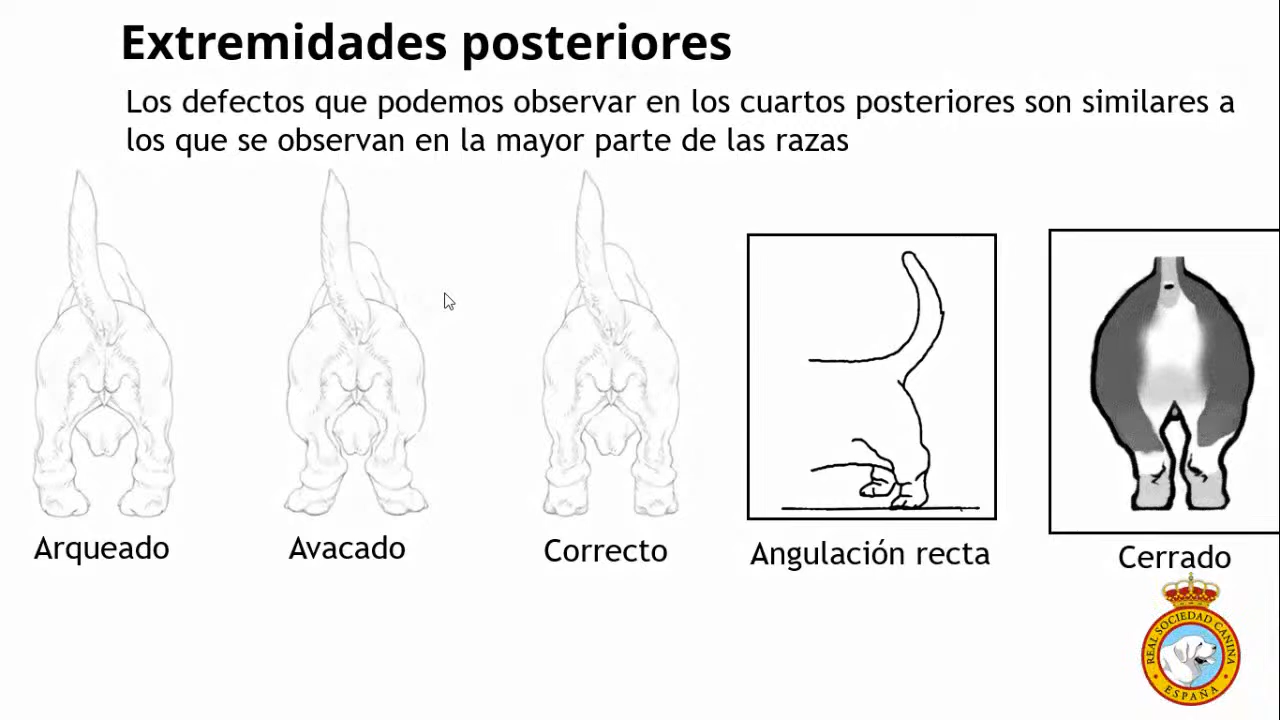 Extremidades posteriores
Los defectos que podemos observar en los cuartos posteriores son similares a
los que se observan en la mayor parte de las razas
Arqueado
Avacado
Correcto
Angulación recta
Cerrado
REAL SOCIEDAD CANINA
ESPAÑA